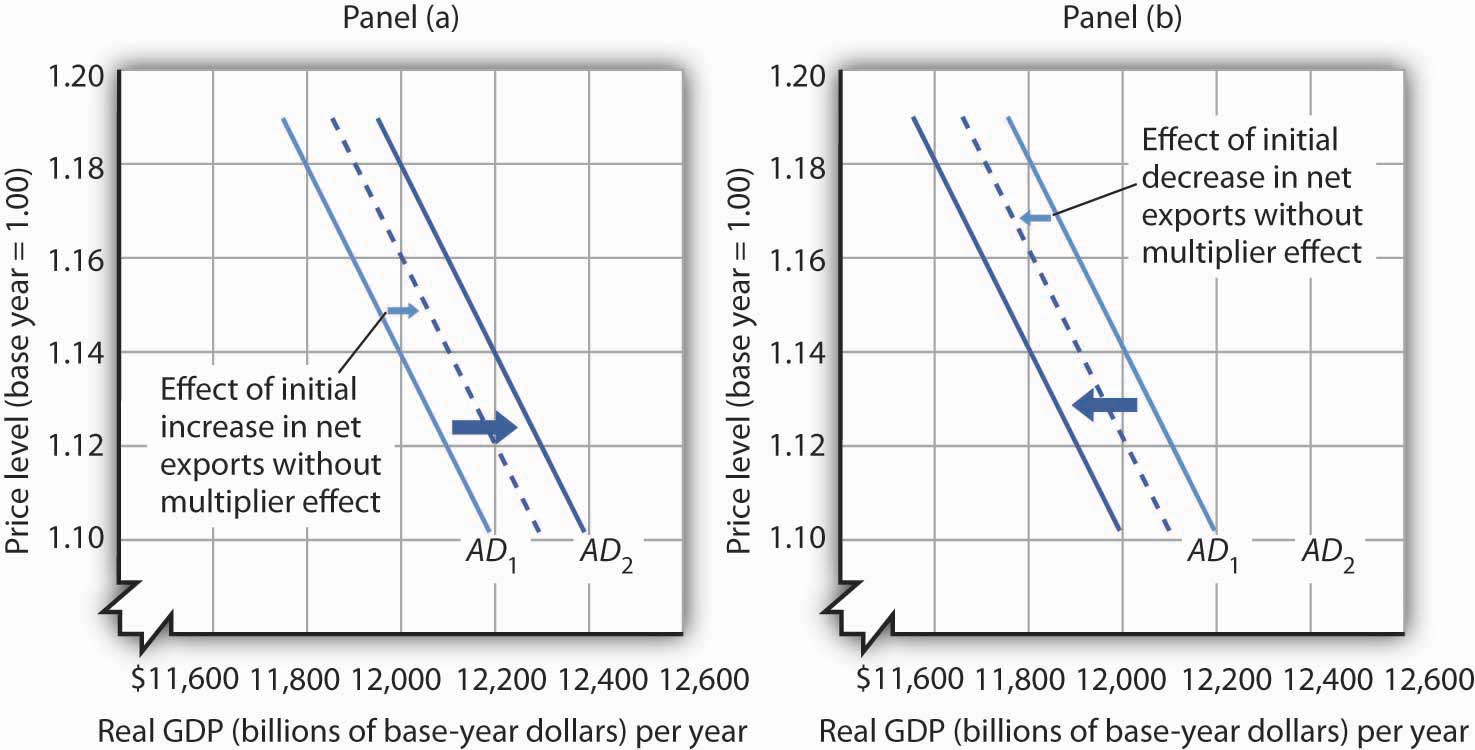 Panel (a)
Price level (base year = 1.00)
1.20
1.18
1.16
1.14
1.12
1.10
Effect of initial
increase in net
exports without
multiplier effect
AD1
AD2
$11,600 11,800 12,000 12,200 12,400 12,600
Real GDP (billions of base-year dollars) per year
Panel (b)
Price level (base year = 1.00)
1.20
1.18
1.16
1.14
1.12
1.10
Effect of initial
decrease in net
exports without
multiplier effect
AD1
AD2
$11,600 11,800 12,000 12,200 12,400 12,600
Real GDP (billions of base-year dollars) per year